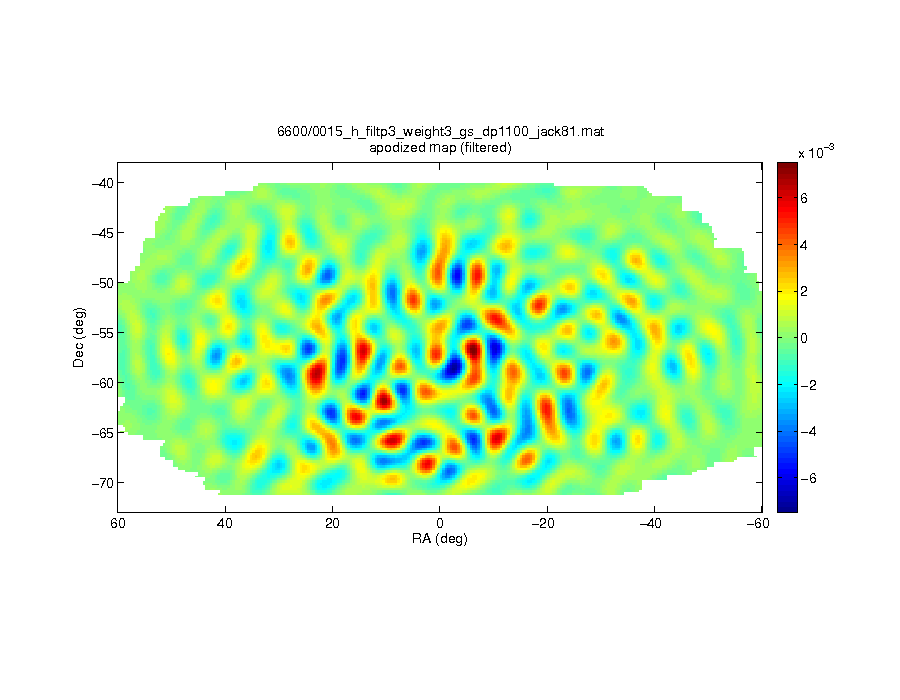 6600/0015_h_filtp3_weight3_gs_dp1100_jack81.mat
apodized map (filtered)
x 10^−3
−40
−45
−50
−55
−60
−65
−70
Dec (deg)
60 40 20 0 −20 −40 −60
RA (deg)
6
4
2
0
−2
−4
−6